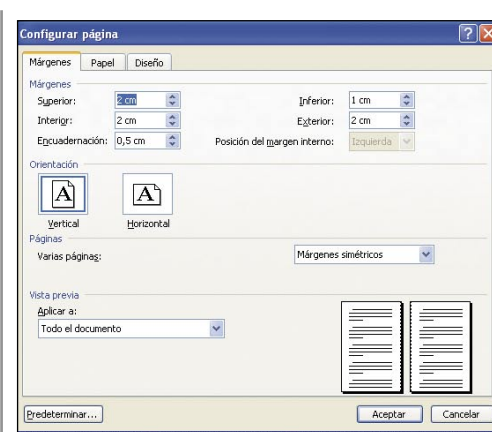 Configurar página
Márgenes Papel Diseño
Márgenes
Superior: 2 cm Inferior: 1 cm
Interior: 2 cm Exterior: 2 cm
Encuadernación: 0,5 cm Posición del margen interno: Izquierda
Orientación
A A
Vertical Horizontal
Páginas
Varias páginas: Márgenes simétricos
Vista previa
Aplicar a:
Todo el documento
Predeterminar... Aceptar Cancelar